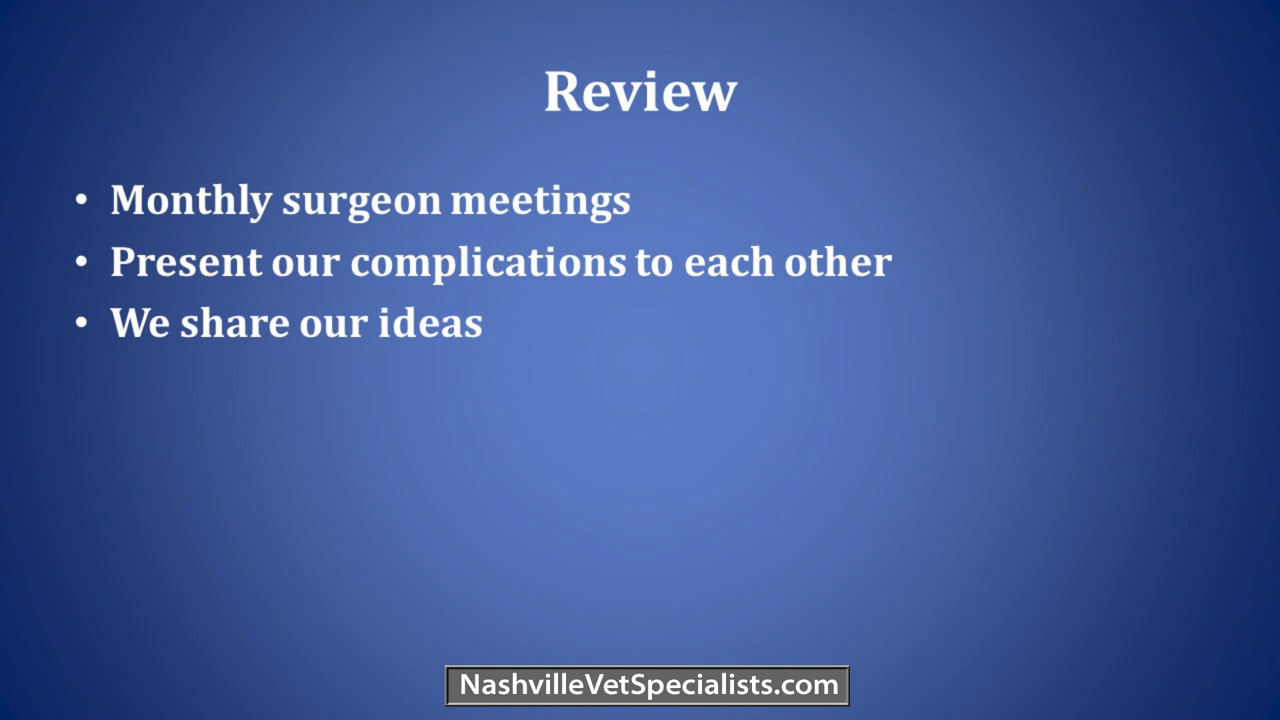 Review
• Monthly surgeon meetings
• Present our complications to each other
• We share our ideas
NashvilleVetSpecialists.com